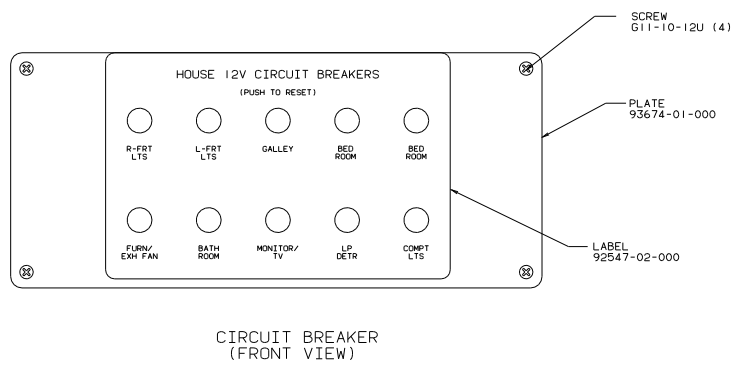 SCREW
G11-10-12U (4)
HOUSE 12V CIRCUIT BREAKERS
(PUSH TO RESET)
PLATE
93674-01-000
R-FRT
LTS
L-FRT
LTS
GALLEY
BED
ROOM
BED
ROOM
FURN/
EXH FAN
BATH
ROOM
MONITOR/
TV
LP
DETR
COMPT
LTS
LABEL
92547-02-000
CIRCUIT BREAKER
(FRONT VIEW)